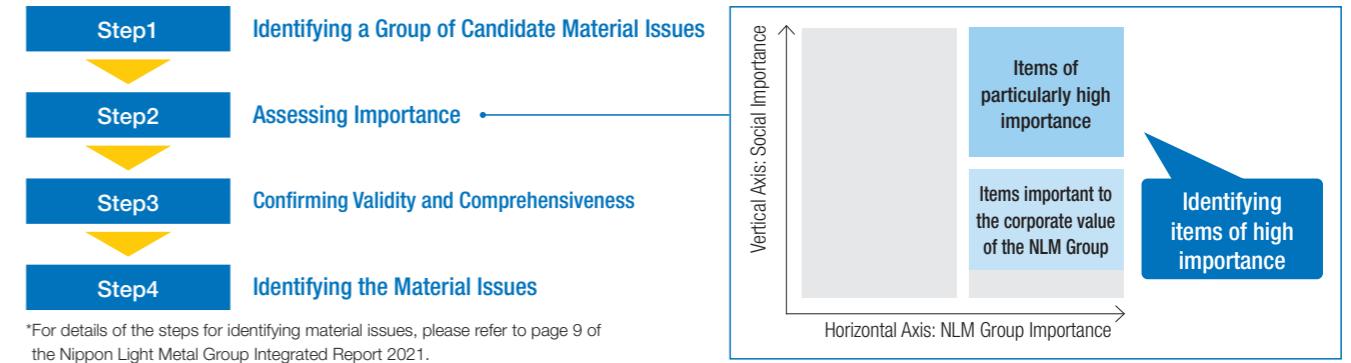 Step1
Identifying a Group of Candidate Material Issues
Step2
Assessing Importance
Step3
Confirming Validity and Comprehensiveness
Step4
Identifying the Material Issues
*For details of the steps for identifying material issues, please refer to page 9 of
the Nippon Light Metal Group Integrated Report 2021.
Vertical Axis: Social Importance
Items of
particularly high
importance
Items important to
the corporate value
of the NLM Group
Identifying
items of high
importance
Horizontal Axis: NLM Group Importance